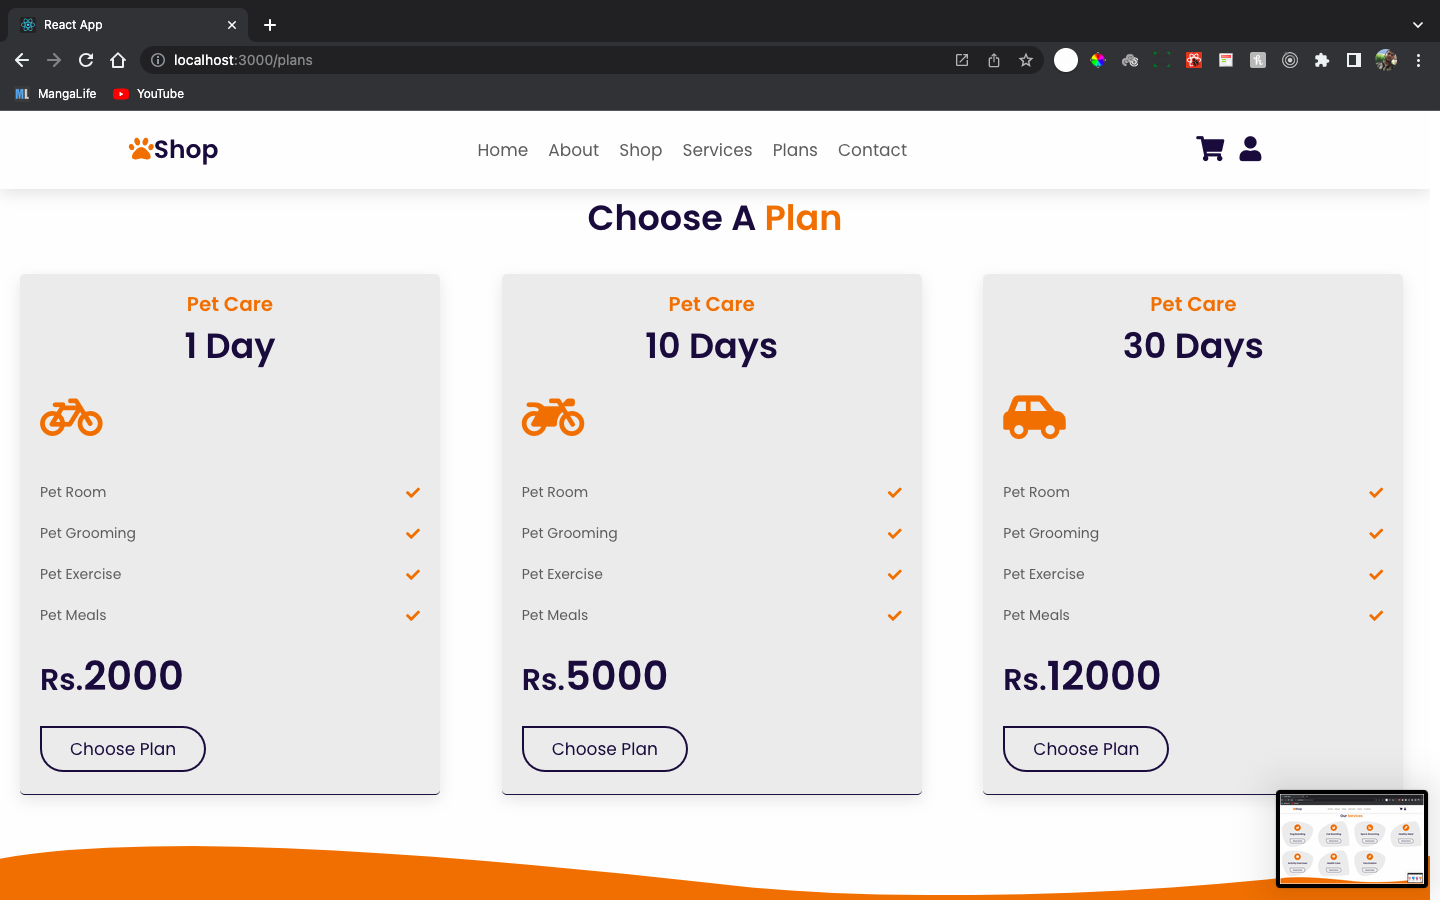 React App
localhost:3000/plans
ML MangaLife YouTube
Shop
Home About Shop Services Plans Contact
Choose A Plan
Pet Care
1 Day
Pet Room
Pet Grooming
Pet Exercise
Pet Meals
Rs.2000
Choose Plan
Pet Care
10 Days
Pet Room
Pet Grooming
Pet Exercise
Pet Meals
Rs.5000
Choose Plan
Pet Care
30 Days
Pet Room
Pet Grooming
Pet Exercise
Pet Meals
Rs.12000
Choose Plan
Our Services